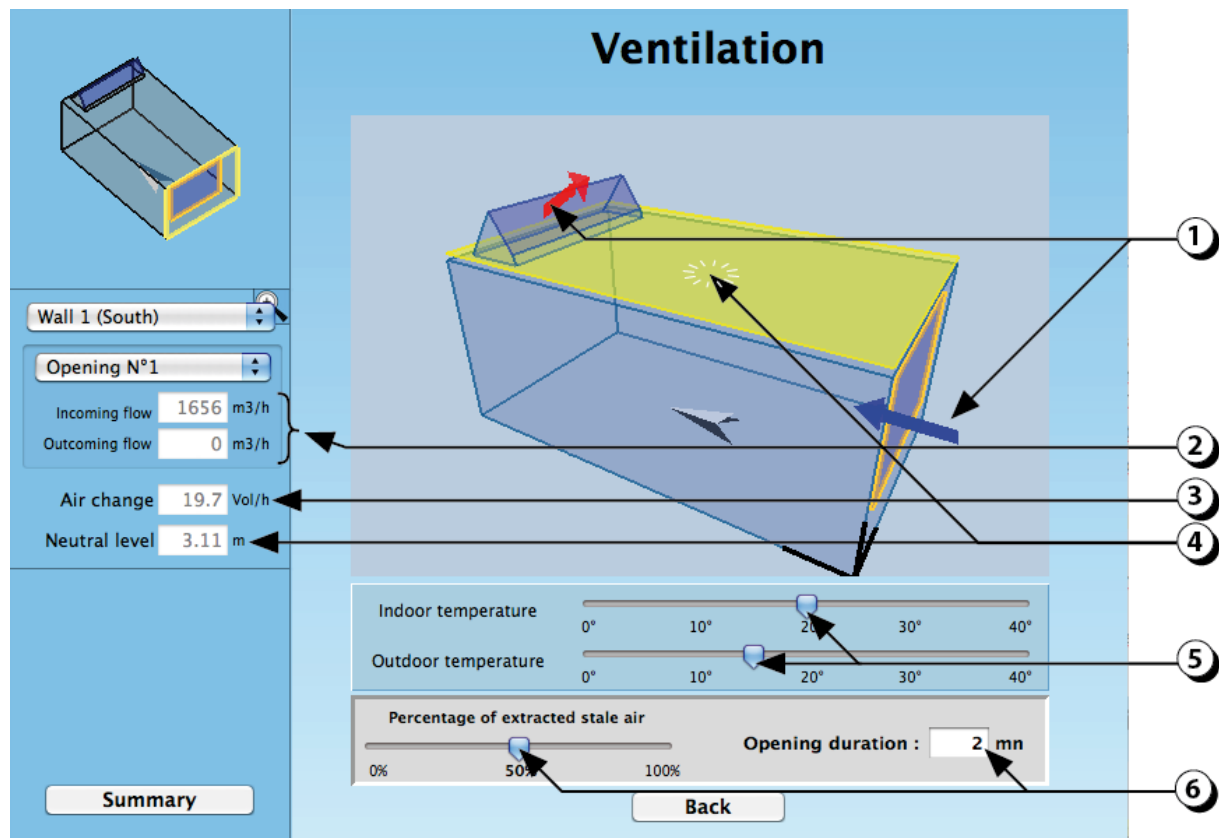 Ventilation
Wall 1 (South)
Opening N°1
Incoming flow 1656 m3/h
Outcoming flow 0 m3/h
Air change 19.7 Vol/h
Neutral level 3.11 m
Summary
Indoor temperature
0° 10° 20° 30° 40°
Outdoor temperature
0° 10° 20° 30° 40°
Percentage of extracted stale air
0% 50% 100%
Opening duration : 2 mn
Back
1
2
3
4
5
6